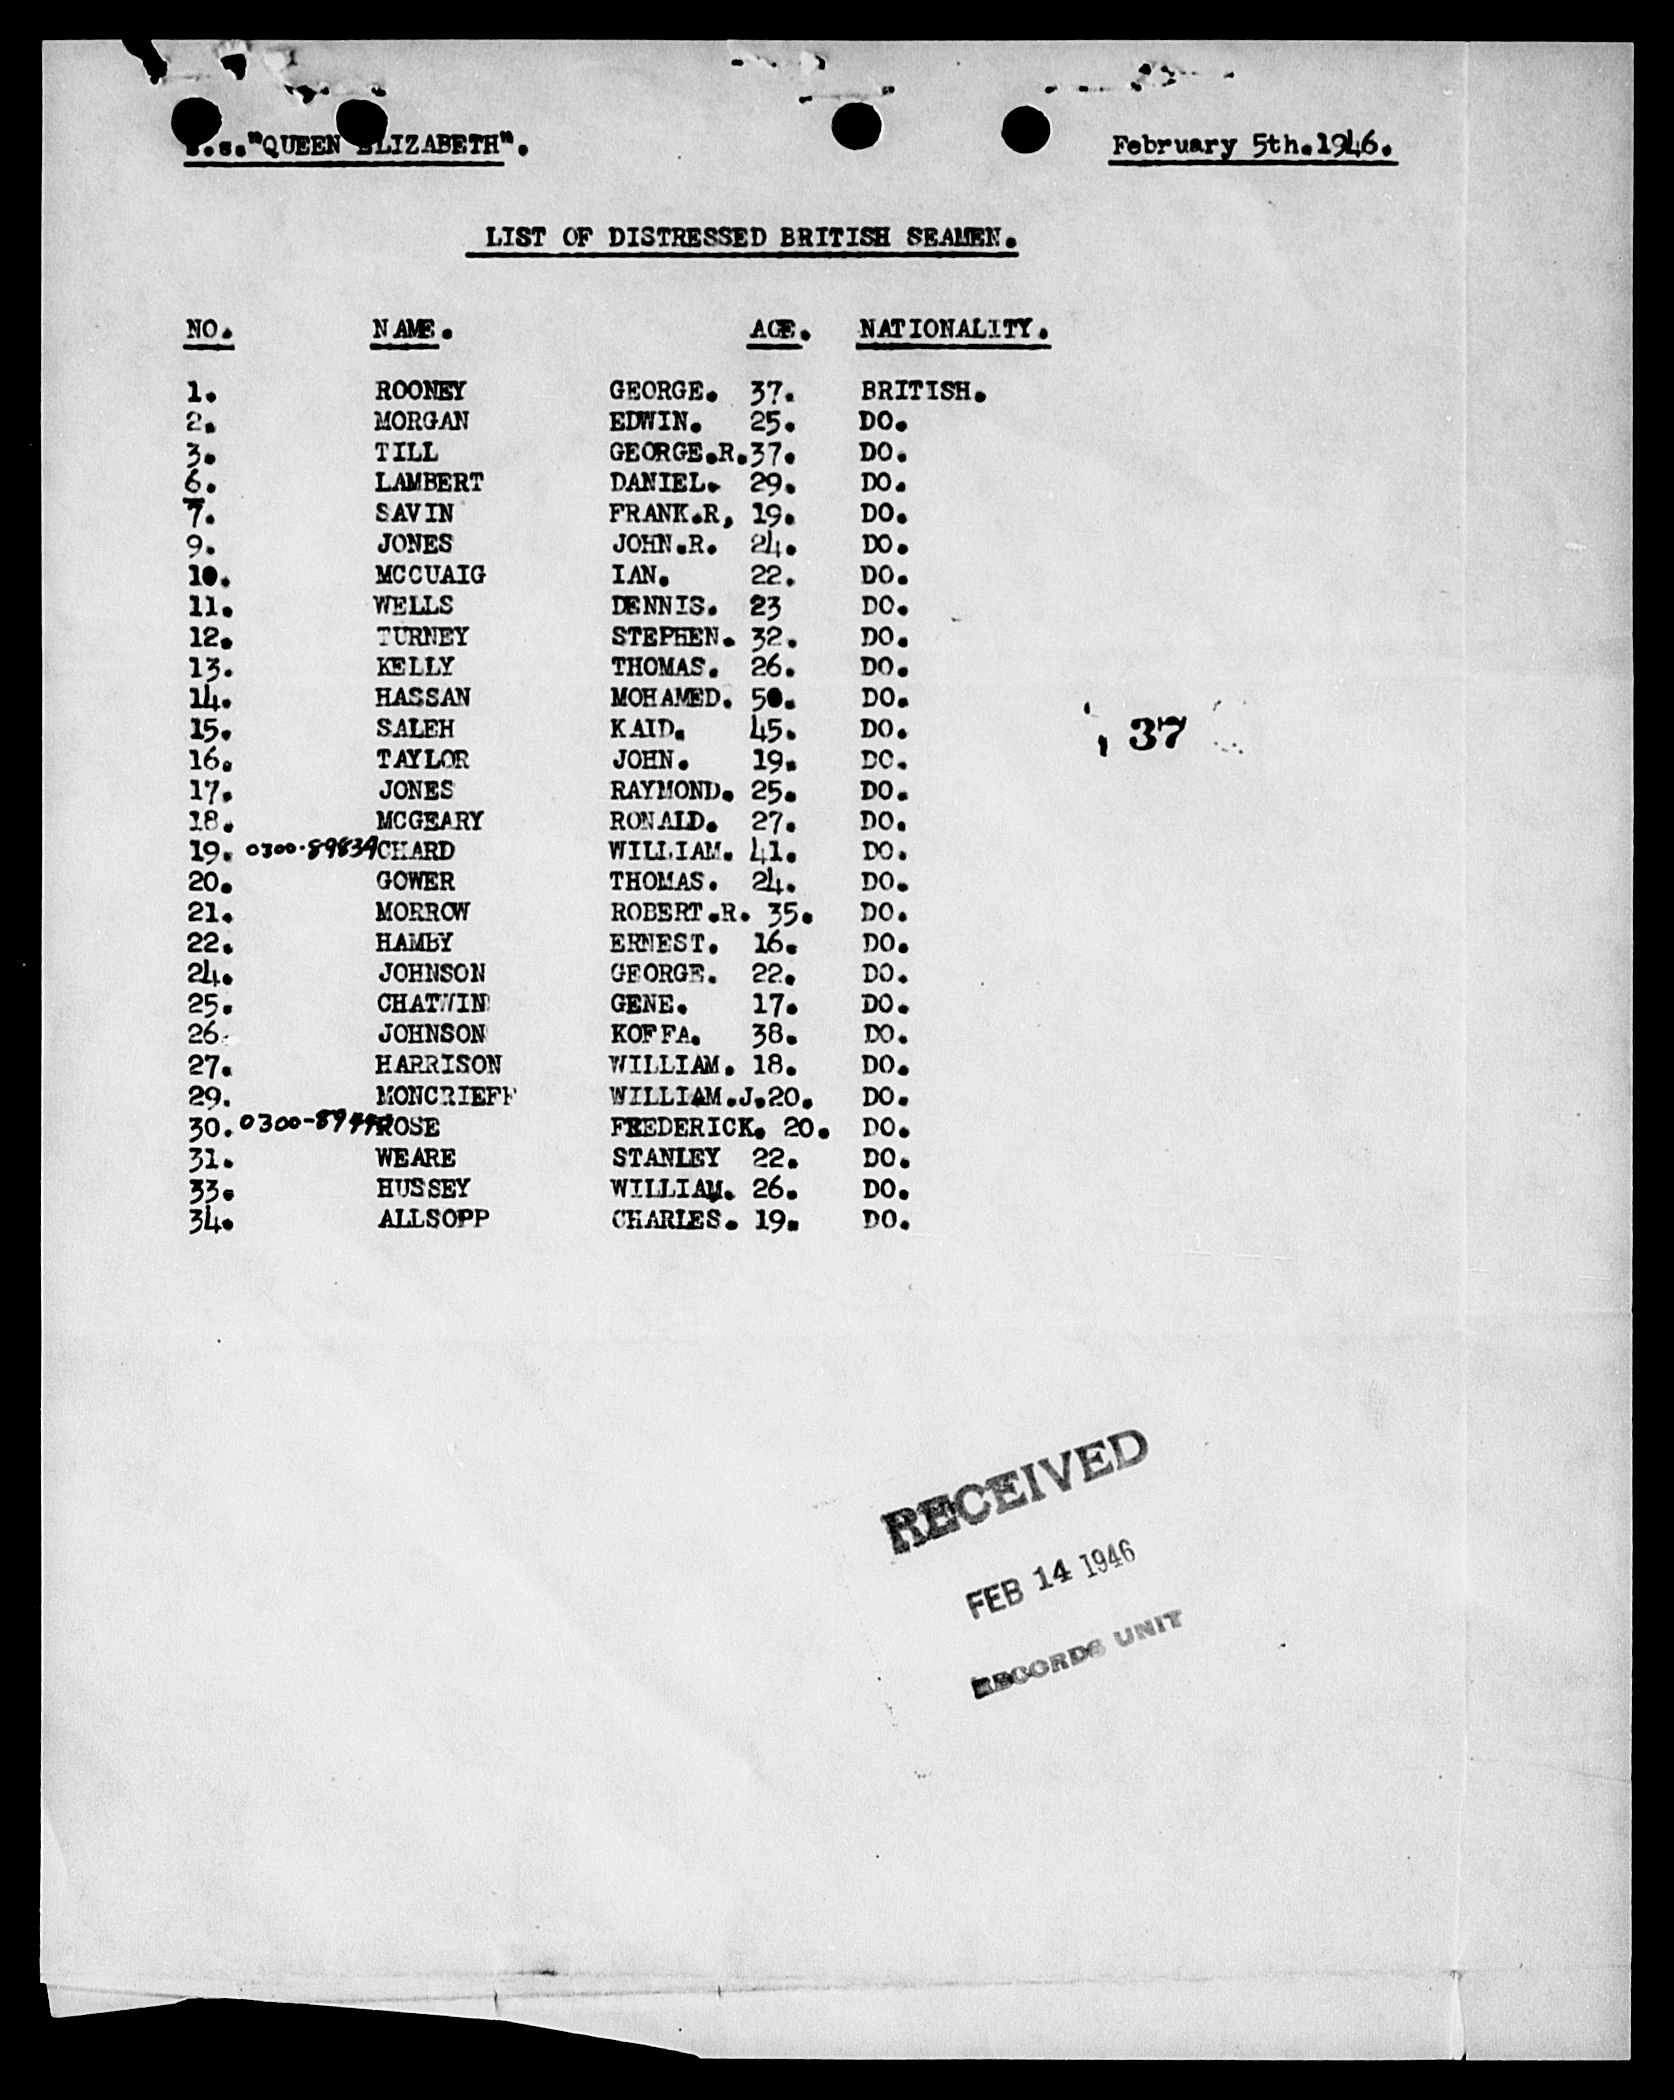 s.s."QUEEN ELIZABETH". February 5th.1946.
LIST OF DISTRESSED BRITISH SEAMEN.
NO. NAME. AGE. NATIONALITY.
1. ROONEY GEORGE. 37. BRITISH.
2. MORGAN EDWIN. 25. DO.
3. TILL GEORGE.R.37. DO.
6. LAMBERT DANIEL. 29. DO.
7. SAVIN FRANK.R, 19. DO.
9. JONES JOHN.R. 24. DO.
10. MCCUAIG IAN. 22. DO.
11. WELLS DENNIS. 23 DO.
12. TURNEY STEPHEN. 32. DO.
13. KELLY THOMAS. 26. DO.
14. HASSAN MOHAMED. 50. DO.
15. SALEH KAID. 45. DO.
37
16. TAYLOR JOHN. 19. DO.
17. JONES RAYMOND. 25. DO.
18. MCGEARY RONALD. 27. DO.
19. 0300-89839 CHARD WILLIAM. 41. DO.
20. GOWER THOMAS. 24. DO.
21. MORROW ROBERT.R. 35. DO.
22. HAMBY ERNEST. 16. DO.
24. JOHNSON GEORGE. 22. DO.
25. CHATWIN GENE. 17. DO.
26. JOHNSON KOFFA. 38. DO.
27. HARRISON WILLIAM. 18. DO.
29. MONCRIEFF WILLIAM.J.20. DO.
30. ROSE FREDERICK. 20. DO.
31. WEARE STANLEY 22. DO.
33. HUSSEY WILLIAM. 26. DO.
34. ALLSOPP CHARLES. 19. DO.
RECEIVED
FEB 14 1946
RECORDS UNIT